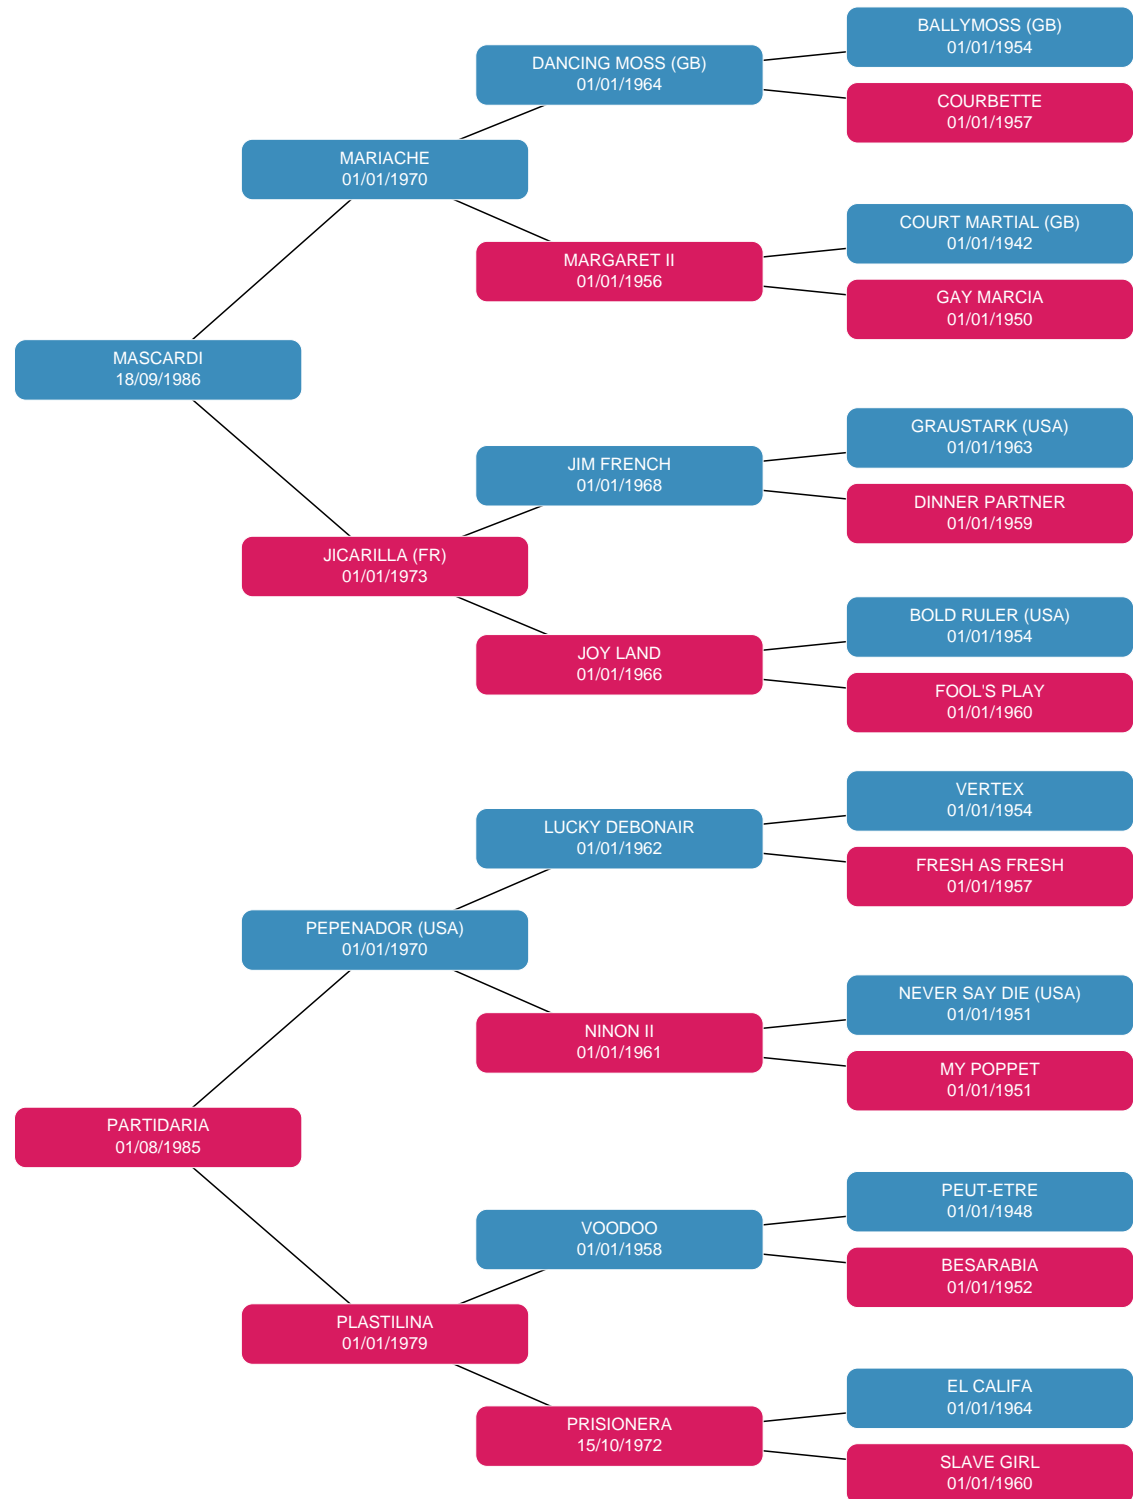 BALLYMOSS (GB)
01/01/1954
DANCING MOSS (GB)
01/01/1964
COURBETTE
01/01/1957
MARIACHE
01/01/1970
COURT MARTIAL (GB)
01/01/1942
MARGARET II
01/01/1956
GAY MARCIA
01/01/1950
MASCARDI
18/09/1986
GRAUSTARK (USA)
01/01/1963
JIM FRENCH
01/01/1968
DINNER PARTNER
01/01/1959
JICARILLA (FR)
01/01/1973
BOLD RULER (USA)
01/01/1954
JOY LAND
01/01/1966
FOOL'S PLAY
01/01/1960
VERTEX
01/01/1954
LUCKY DEBONAIR
01/01/1962
FRESH AS FRESH
01/01/1957
PEPENADOR (USA)
01/01/1970
NEVER SAY DIE (USA)
01/01/1951
NINON II
01/01/1961
MY POPPET
01/01/1951
PARTIDARIA
01/08/1985
PEUT-ETRE
01/01/1948
VOODOO
01/01/1958
BESARABIA
01/01/1952
PLASTILINA
01/01/1979
EL CALIFA
01/01/1964
PRISIONERA
15/10/1972
SLAVE GIRL
01/01/1960